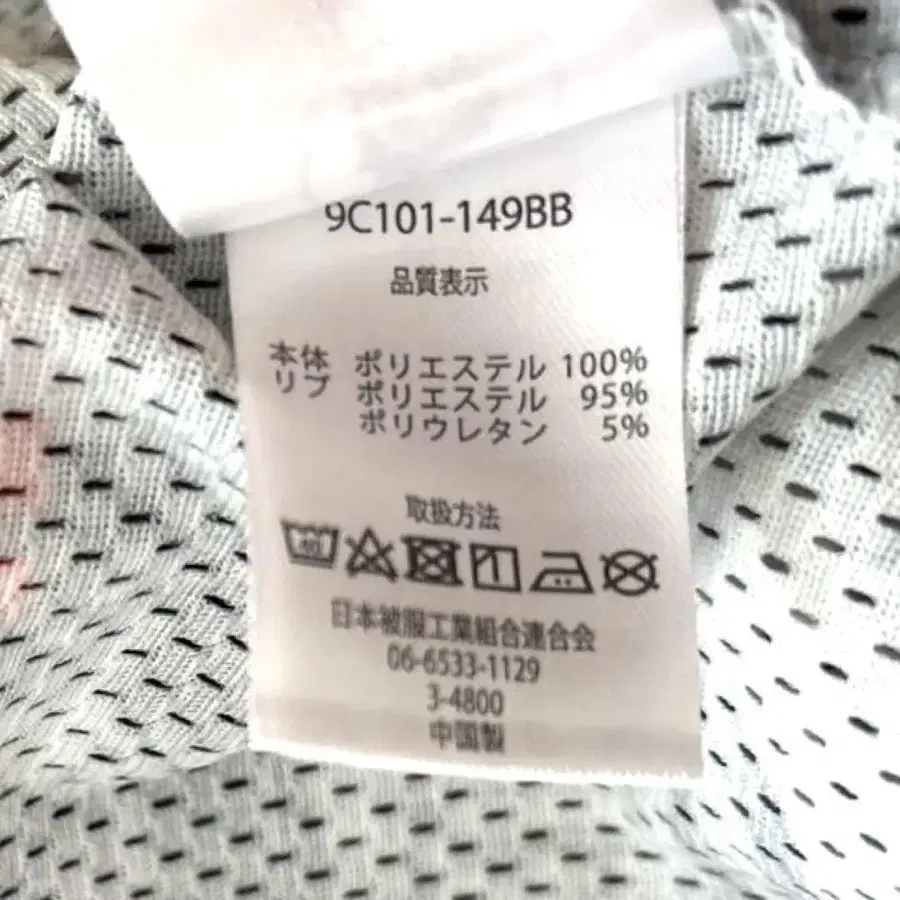 9C101-149BB
品質表示
本体 ポリエステル 100%
リブ ポリエステル 95%
ポリウレタン 5%
取扱方法
40
日本被服工業組合連合会
06-6533-1129
3-4800
中国製